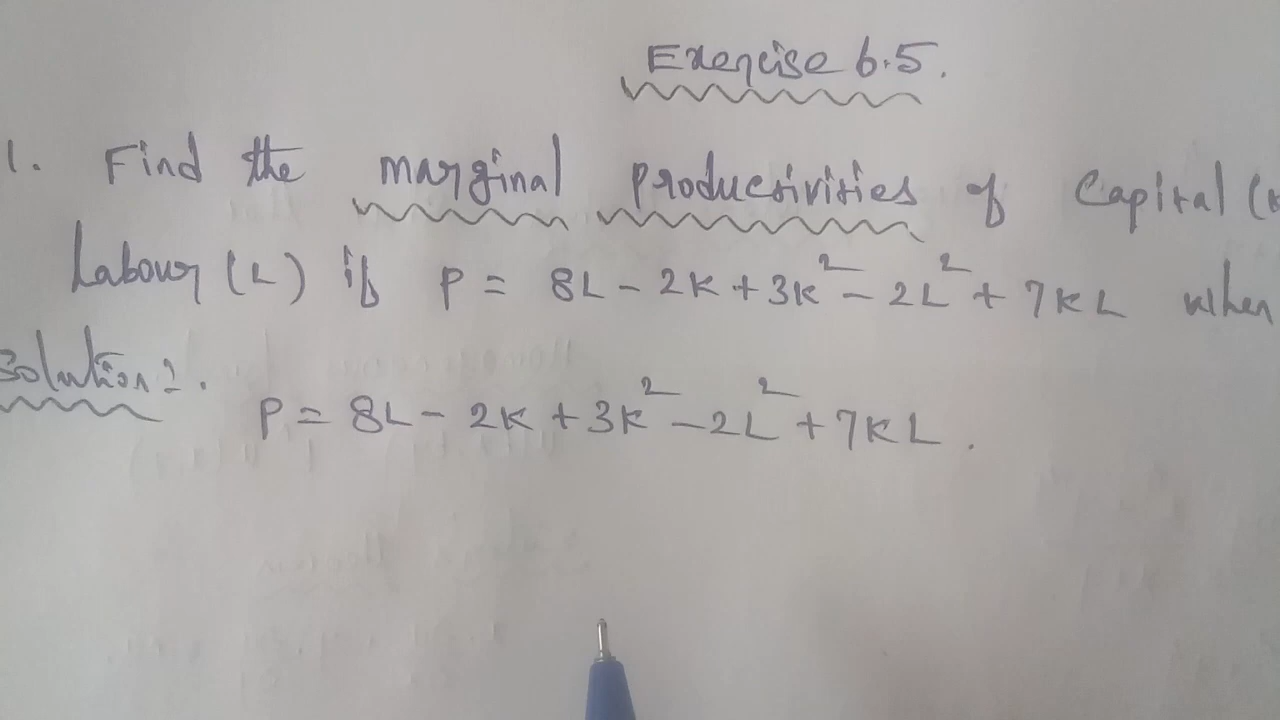 Exercise 6.5.
1. Find the marginal productivities of Capital (K
Labour (L) if P = 8L - 2K + 3K² - 2L² + 7KL when
Solution:.
P = 8L - 2K + 3K² - 2L² + 7KL.